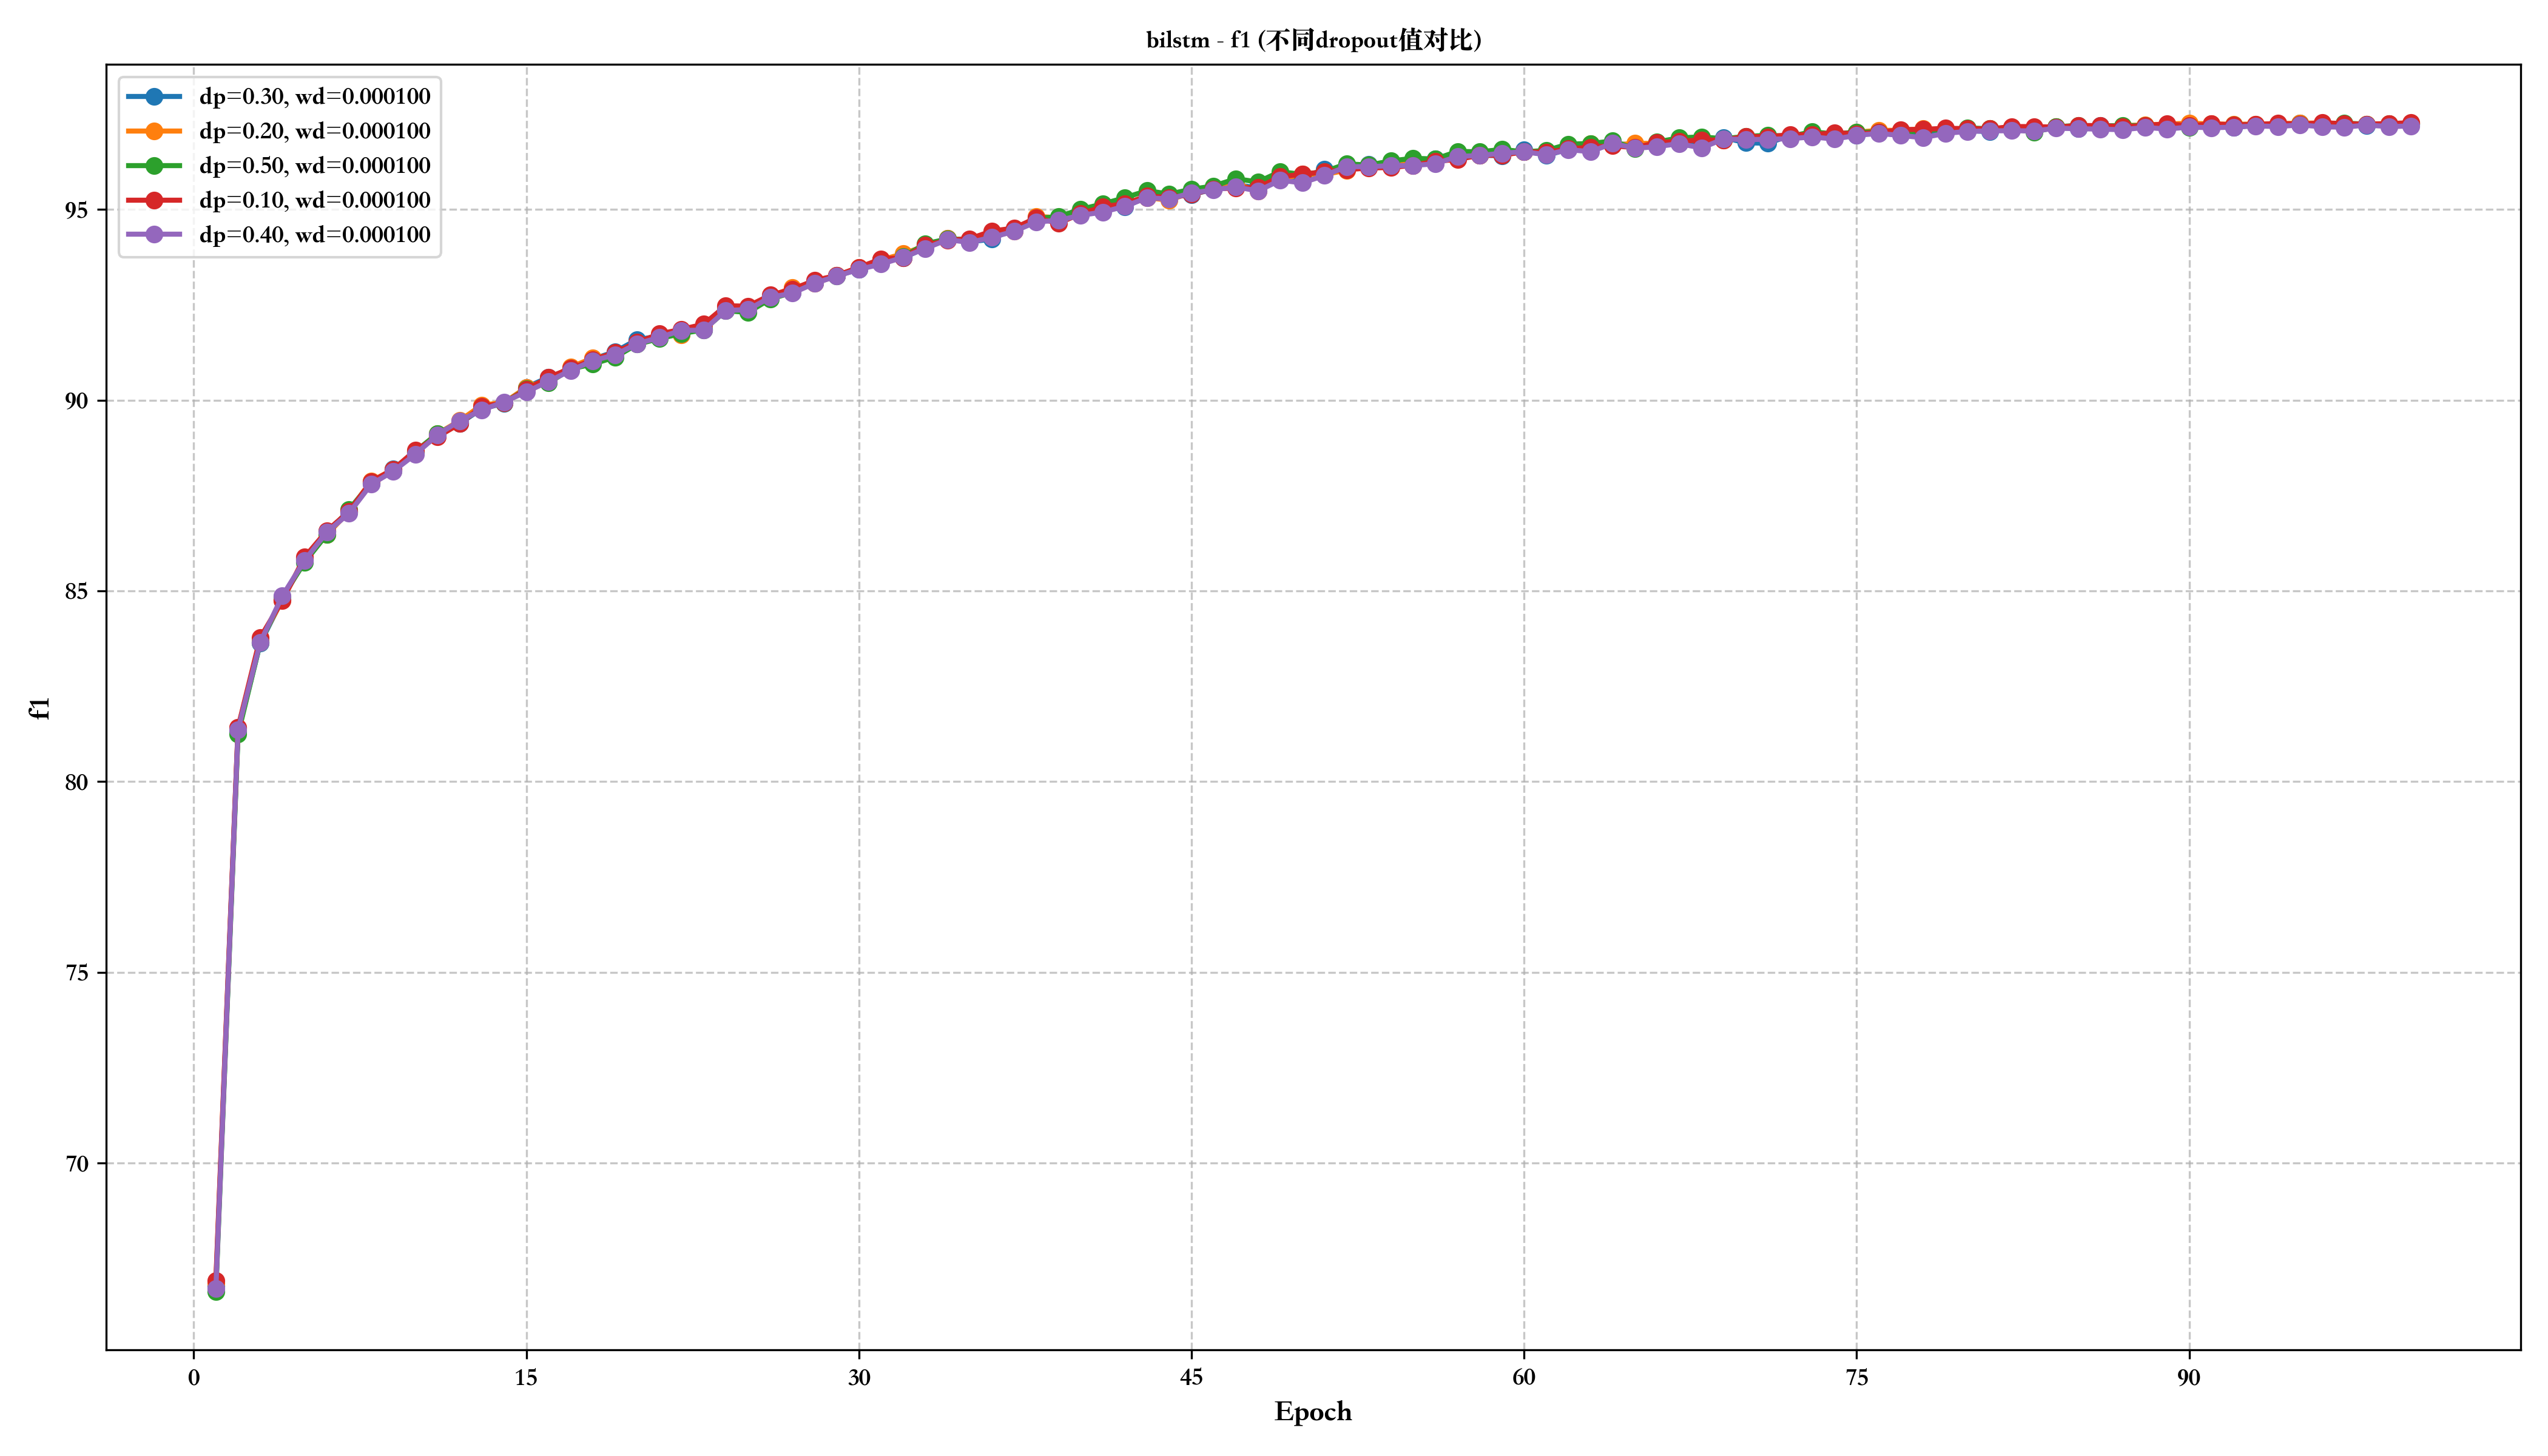 bilstm - f1 (不同dropout值对比)
dp=0.30, wd=0.000100
dp=0.20, wd=0.000100
dp=0.50, wd=0.000100
dp=0.10, wd=0.000100
dp=0.40, wd=0.000100
95
90
85
80
75
70
f1
0 15 30 45 60 75 90
Epoch